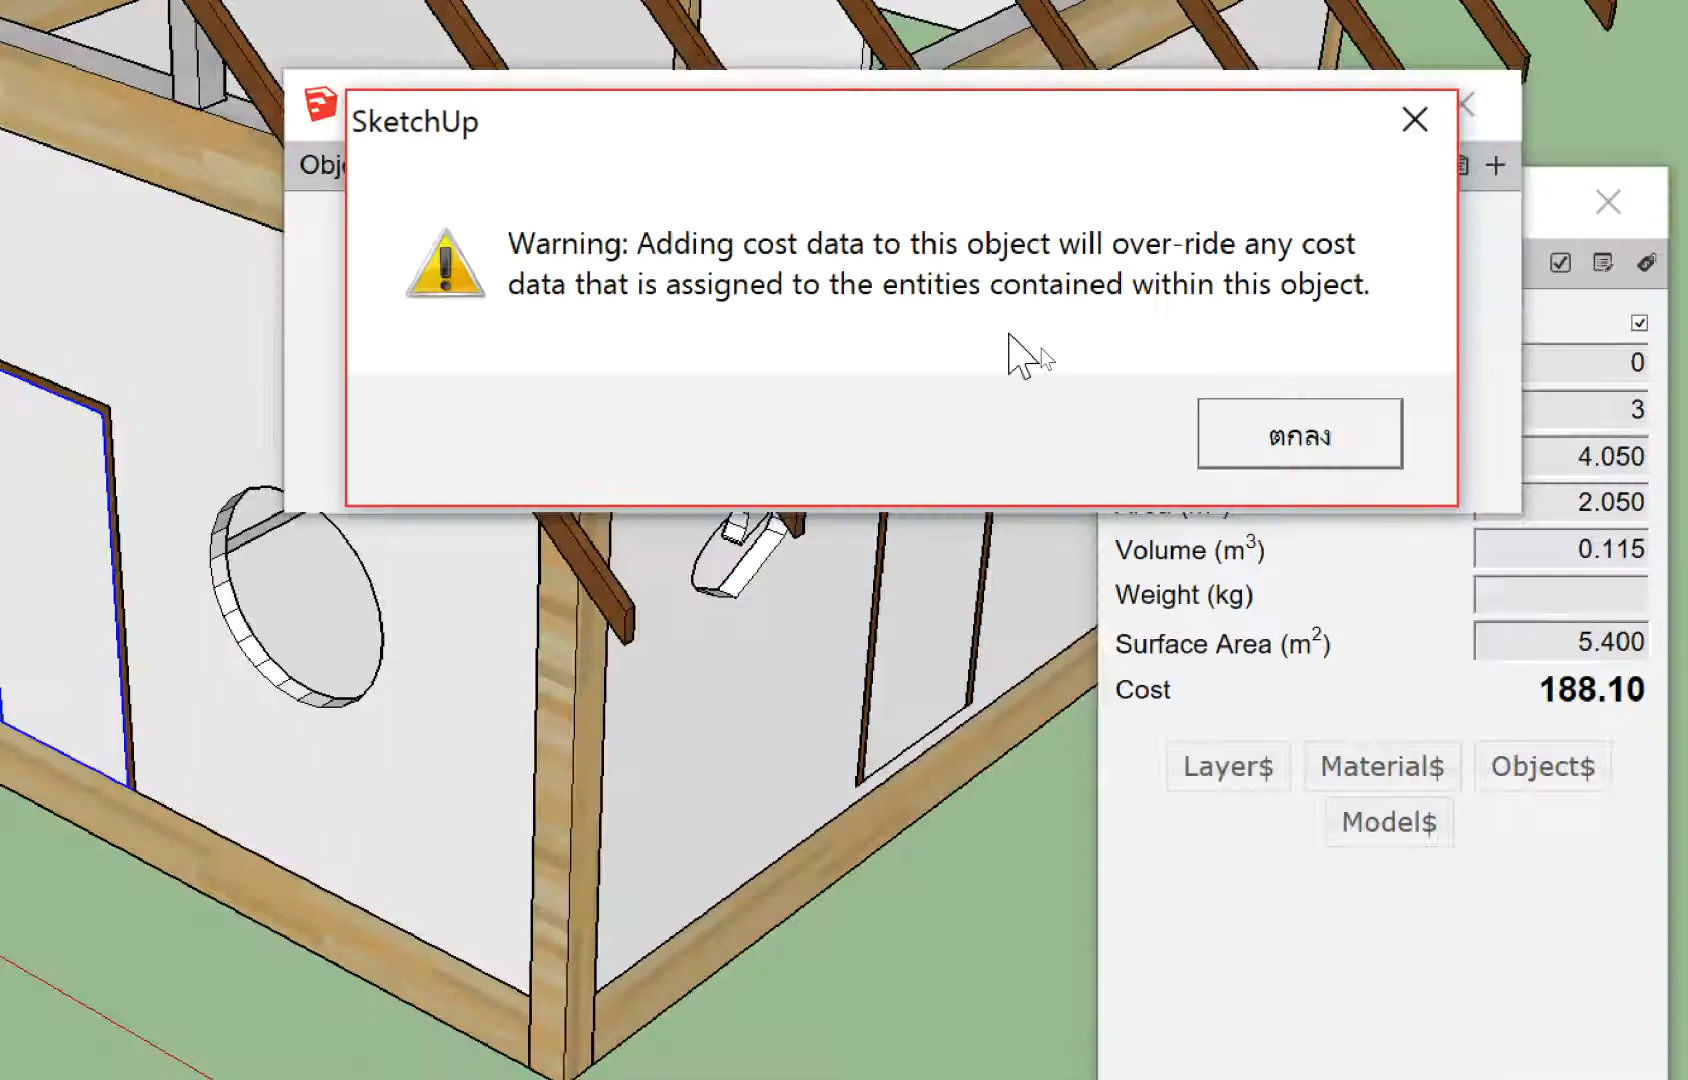 SketchUp
Obj
Warning: Adding cost data to this object will over-ride any cost
data that is assigned to the entities contained within this object.
ตกลง
0
3
4.050
2.050
Volume (m³) 0.115
Weight (kg)
Surface Area (m²) 5.400
Cost 188.10
Layer$ Material$ Object$
Model$